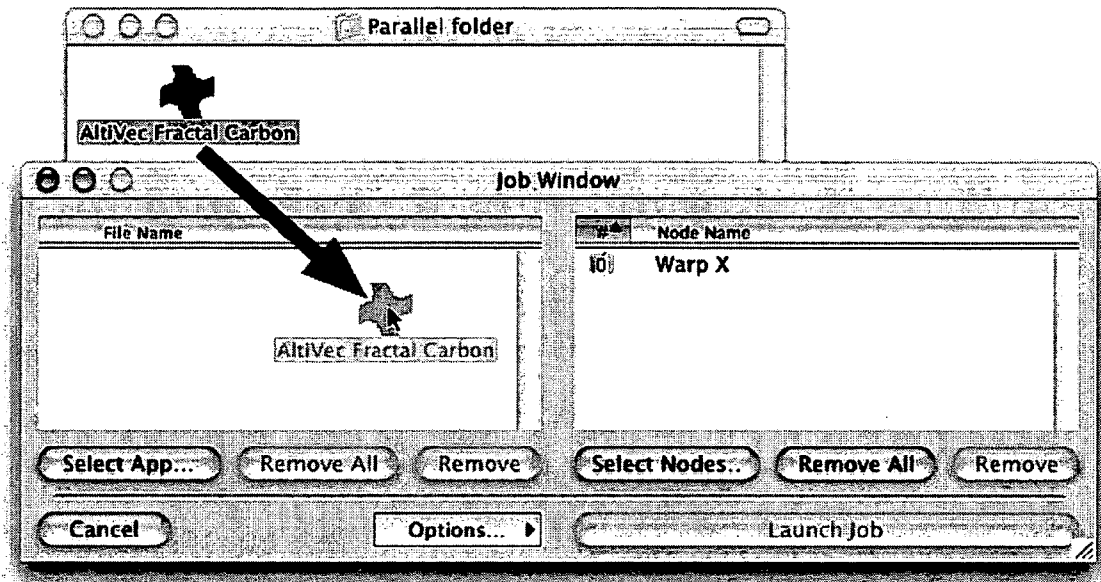 Parallel folder
AltiVec Fractal Carbon
Job Window
File Name
# Node Name
0 Warp X
AltiVec Fractal Carbon
Select App... Remove All Remove Select Nodes.. Remove All Remove
Cancel Options... Launch Job